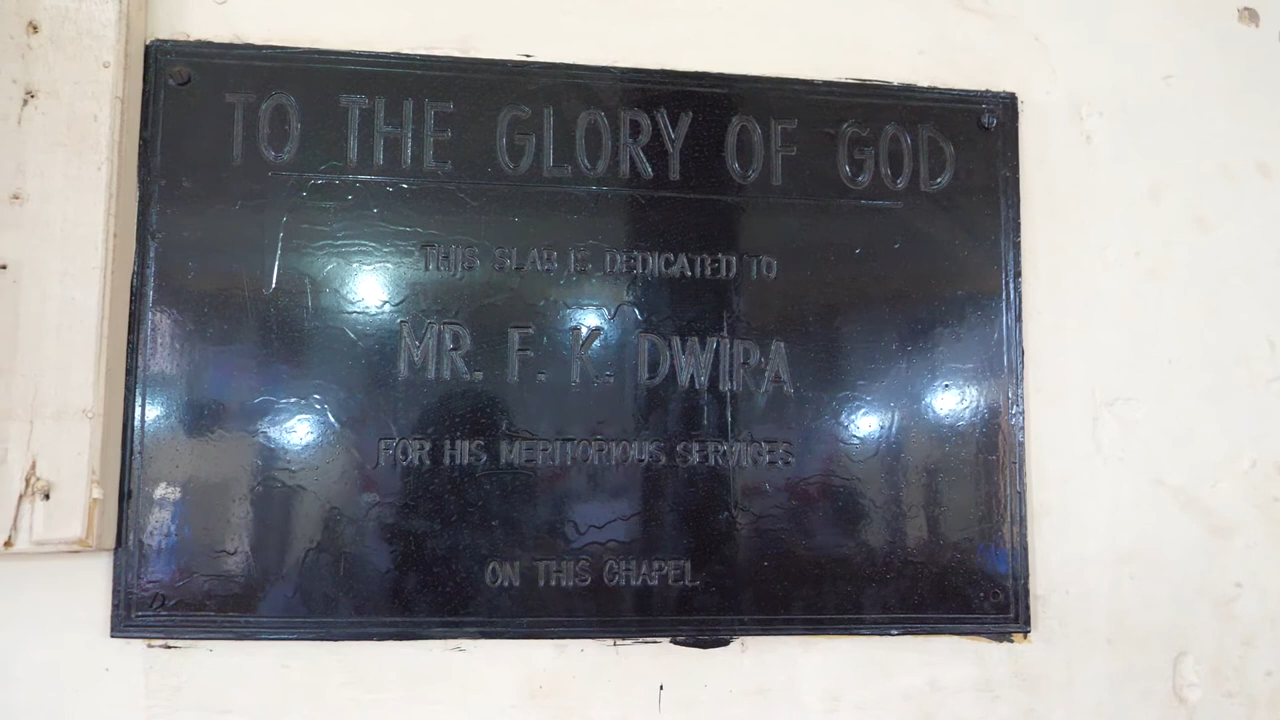 TO THE GLORY OF GOD
THIS SLAB IS DEDICATED TO
MR. F. K. DWIRA
FOR HIS MERITORIOUS SERVICES
ON THIS CHAPEL